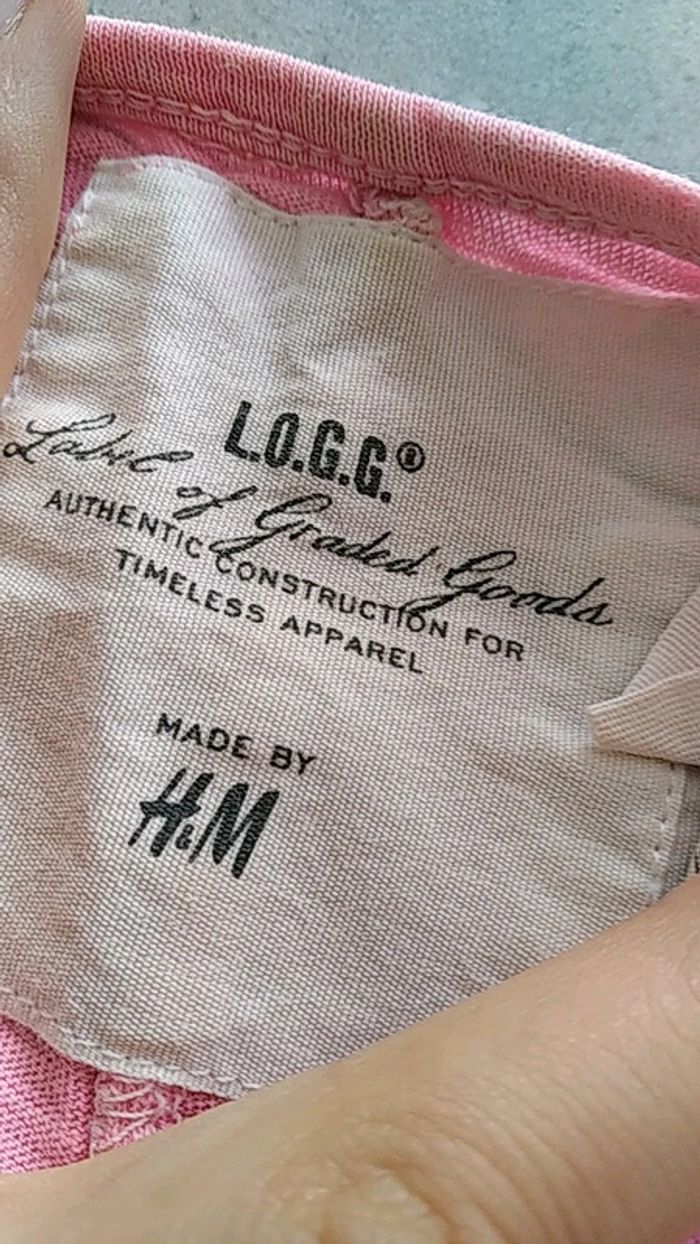 L.O.G.G.®
Label of Graded Goods
AUTHENTIC CONSTRUCTION FOR
TIMELESS APPAREL
MADE BY
H&M